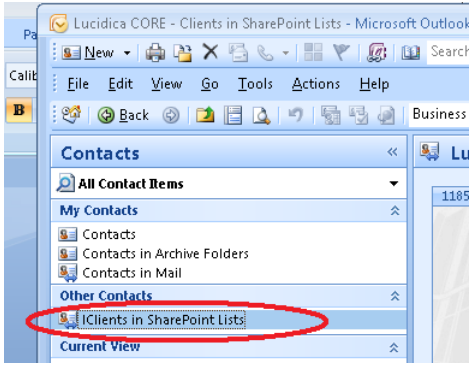 Pa
Lucidica CORE - Clients in SharePoint Lists - Microsoft Outlook
New
Search
Calib
File Edit View Go Tools Actions Help
B
Back
Business
Contacts
Lu
All Contact Items
1185
My Contacts
Contacts
Contacts in Archive Folders
Contacts in Mail
Other Contacts
lClients in SharePoint Lists
Current View